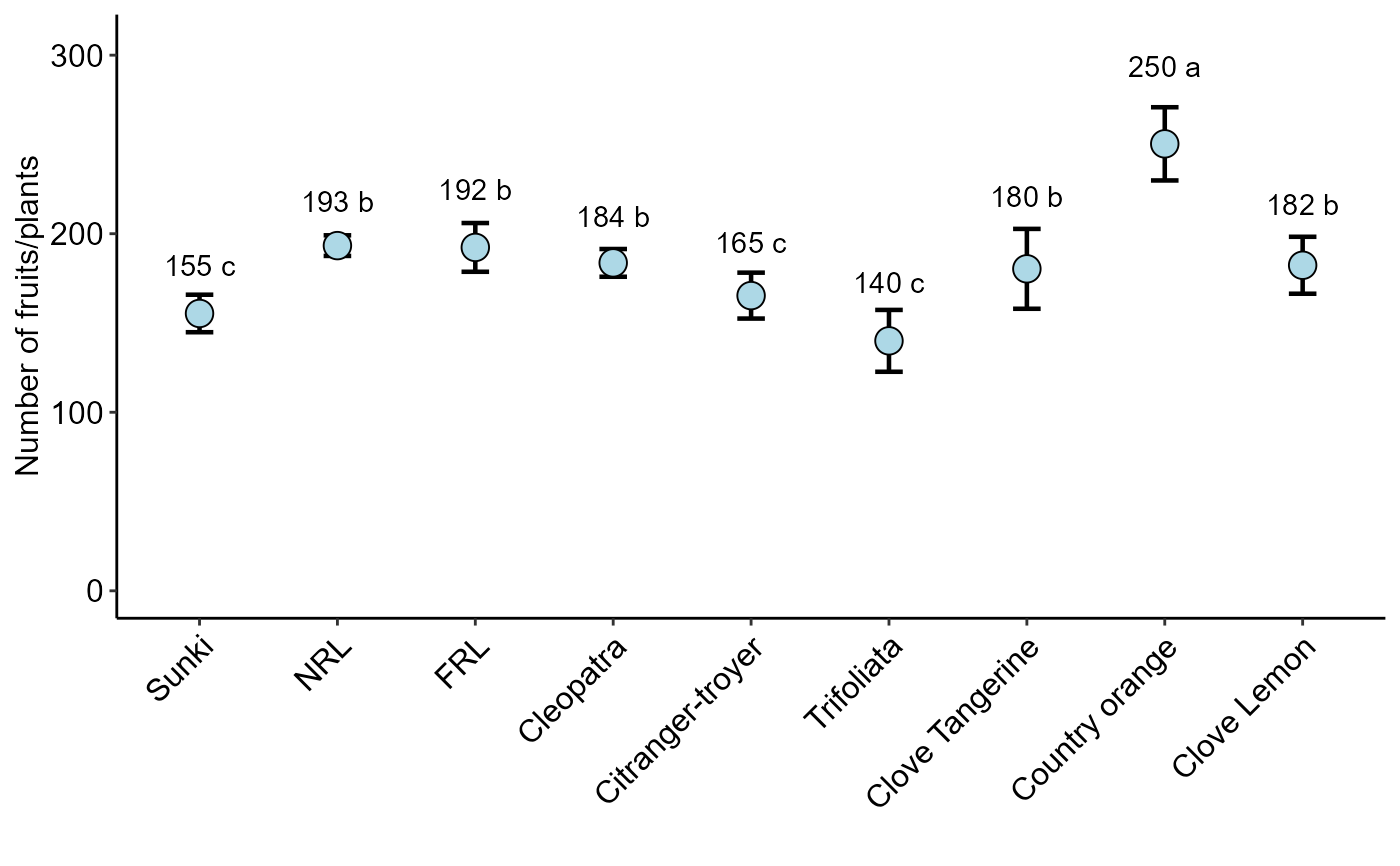 Number of fruits/plants
300
200
100
0
155 c
193 b
192 b
184 b
165 c
140 c
180 b
250 a
182 b
Sunki
NRL
FRL
Cleopatra
Citranger-troyer
Trifoliata
Clove Tangerine
Country orange
Clove Lemon